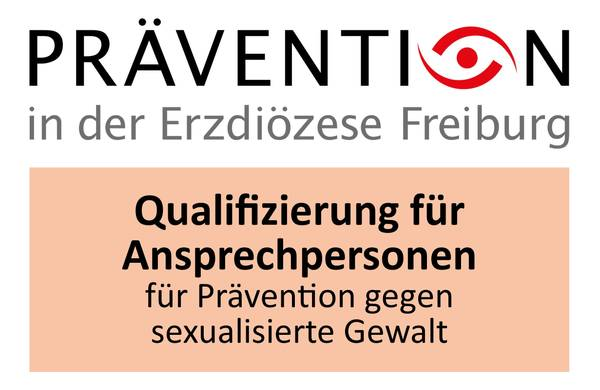 PRÄVENTION
in der Erzdiözese Freiburg
Qualifizierung für
Ansprechpersonen
für Prävention gegen
sexualisierte Gewalt